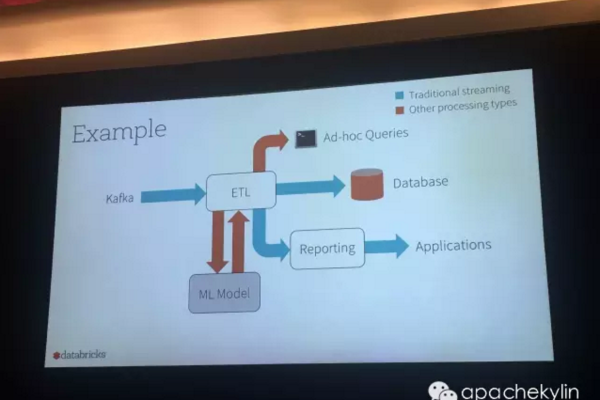 Example
Traditional streaming
Other processing types
Ad-hoc Queries
Kafka
ETL
Database
Reporting
Applications
ML Model
databricks
apachekylin